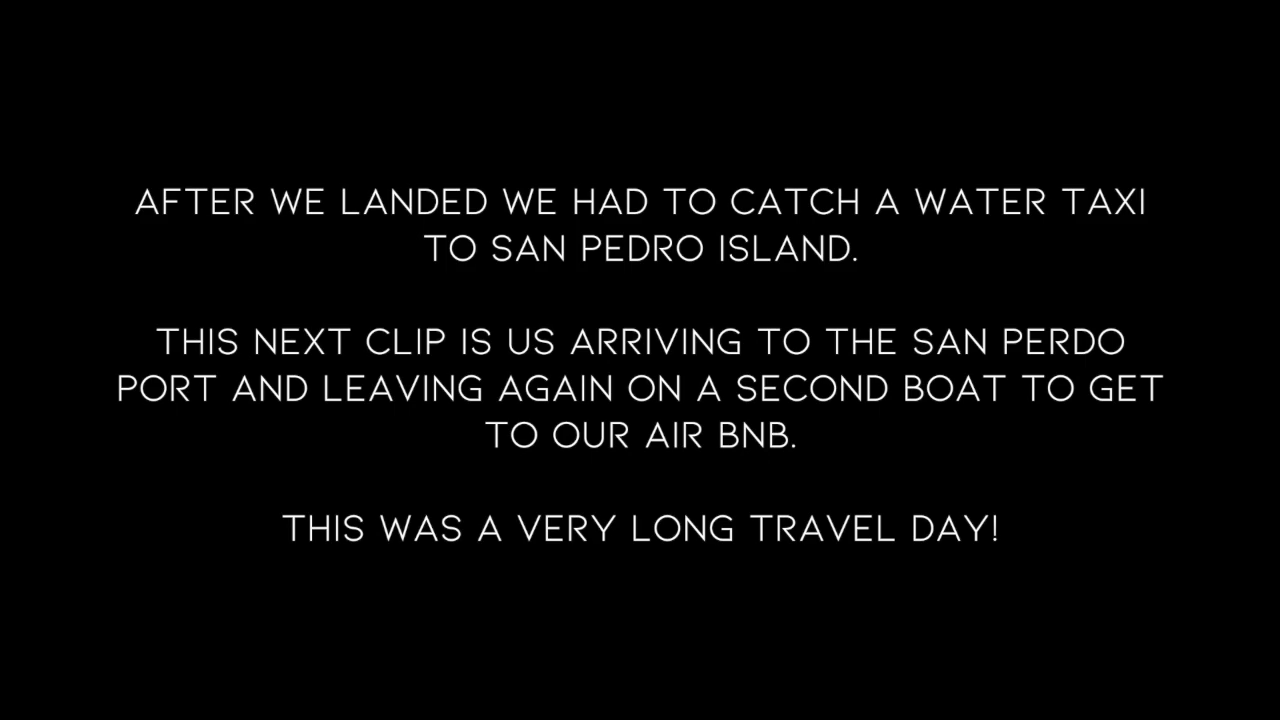 AFTER WE LANDED WE HAD TO CATCH A WATER TAXI
TO SAN PEDRO ISLAND.
THIS NEXT CLIP IS US ARRIVING TO THE SAN PERDO
PORT AND LEAVING AGAIN ON A SECOND BOAT TO GET
TO OUR AIR BNB.
THIS WAS A VERY LONG TRAVEL DAY!